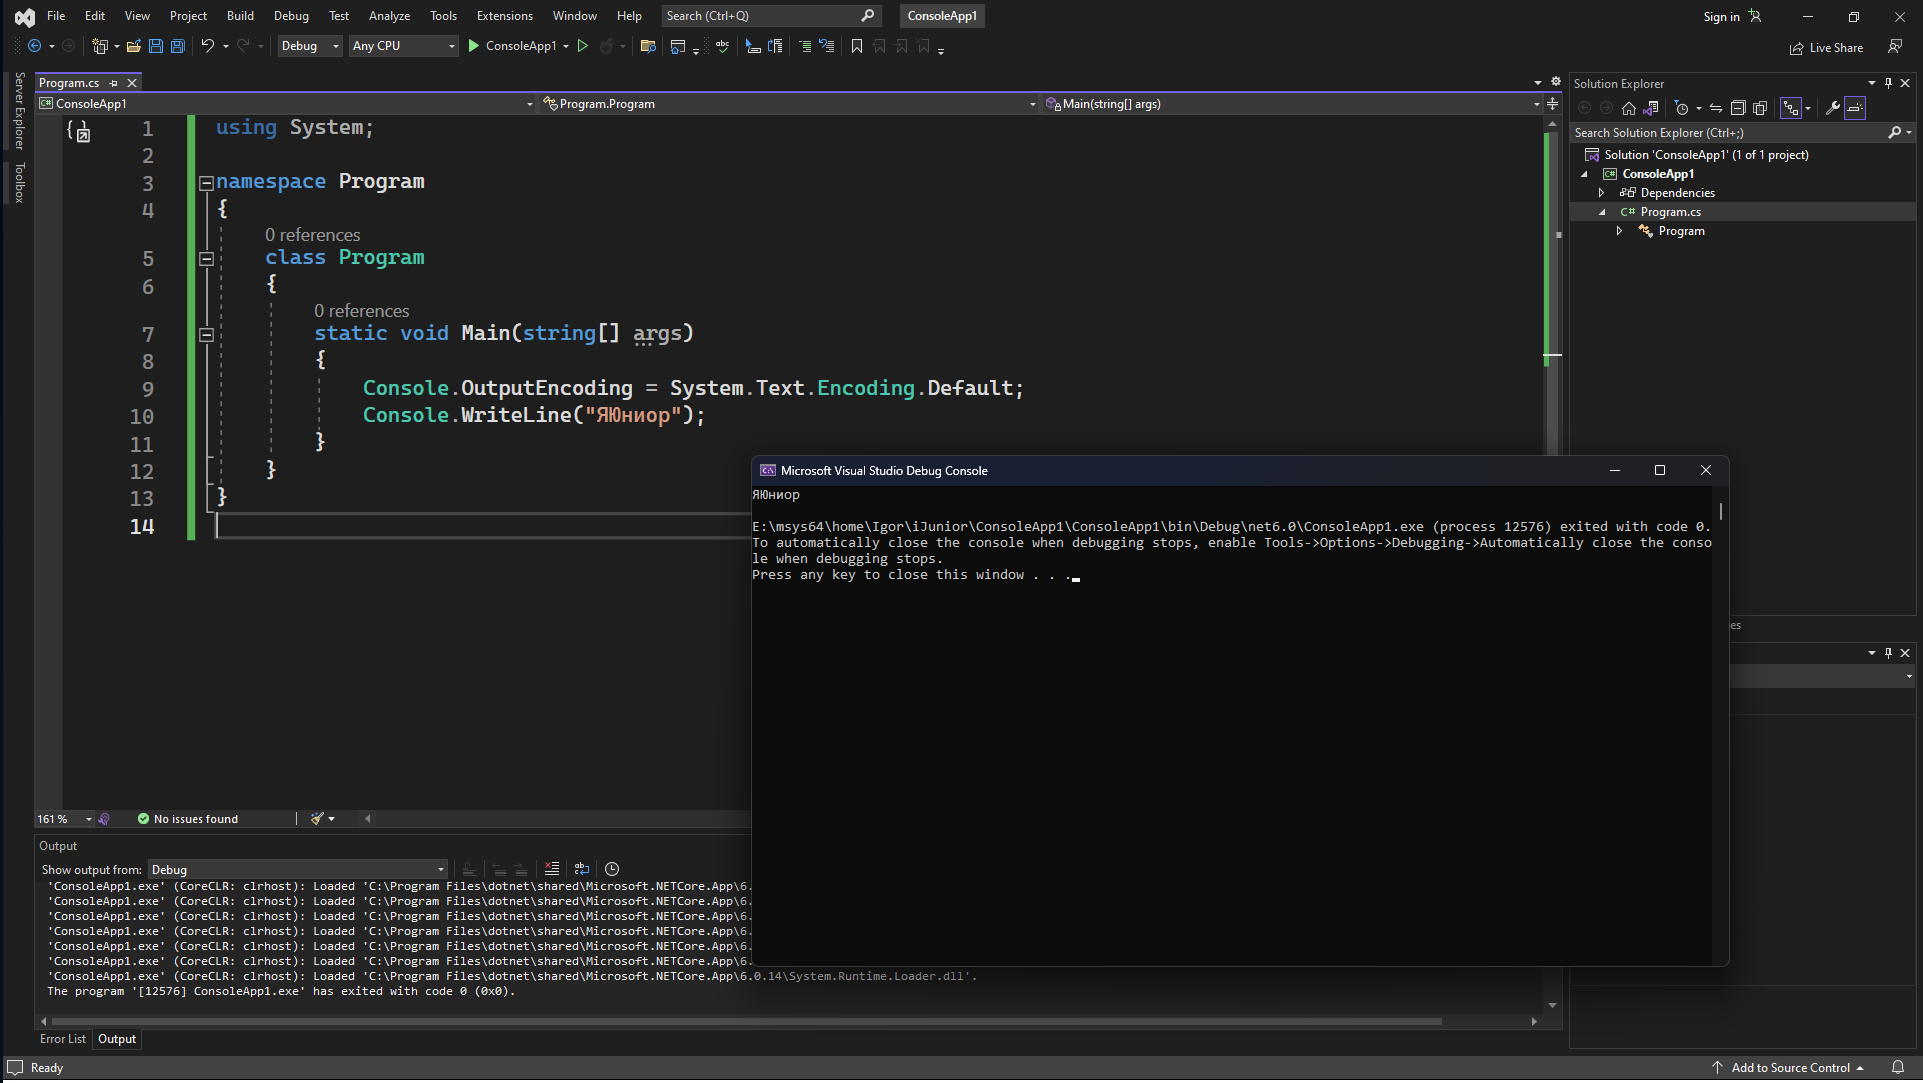 File Edit View Project Build Debug Test Analyze Tools Extensions Window Help Search (Ctrl+Q) ConsoleApp1 Sign in
Debug Any CPU ConsoleApp1 Live Share
Server Explorer
Toolbox
Program.cs
ConsoleApp1 Program.Program Main(string[] args)
1 using System;
2
3 namespace Program
4 {
0 references
5 class Program
6 {
0 references
7 static void Main(string[] args)
8 {
9 Console.OutputEncoding = System.Text.Encoding.Default;
10 Console.WriteLine("ЯЮниор");
11 }
12 }
13 }
14
161 % No issues found
Solution Explorer
Search Solution Explorer (Ctrl+;)
Solution 'ConsoleApp1' (1 of 1 project)
C# ConsoleApp1
Dependencies
C# Program.cs
Program
Microsoft Visual Studio Debug Console
ЯЮниор
E:\msys64\home\Igor\iJunior\ConsoleApp1\ConsoleApp1\bin\Debug\net6.0\ConsoleApp1.exe (process 12576) exited with code 0.
To automatically close the console when debugging stops, enable Tools->Options->Debugging->Automatically close the conso
le when debugging stops.
Press any key to close this window . . .
es
Output
Show output from: Debug
'ConsoleApp1.exe' (CoreCLR: clrhost): Loaded 'C:\Program Files\dotnet\shared\Microsoft.NETCore.App\6.
'ConsoleApp1.exe' (CoreCLR: clrhost): Loaded 'C:\Program Files\dotnet\shared\Microsoft.NETCore.App\6.
'ConsoleApp1.exe' (CoreCLR: clrhost): Loaded 'C:\Program Files\dotnet\shared\Microsoft.NETCore.App\6.
'ConsoleApp1.exe' (CoreCLR: clrhost): Loaded 'C:\Program Files\dotnet\shared\Microsoft.NETCore.App\6.
'ConsoleApp1.exe' (CoreCLR: clrhost): Loaded 'C:\Program Files\dotnet\shared\Microsoft.NETCore.App\6.
'ConsoleApp1.exe' (CoreCLR: clrhost): Loaded 'C:\Program Files\dotnet\shared\Microsoft.NETCore.App\6.
'ConsoleApp1.exe' (CoreCLR: clrhost): Loaded 'C:\Program Files\dotnet\shared\Microsoft.NETCore.App\6.0.14\System.Runtime.Loader.dll'.
The program '[12576] ConsoleApp1.exe' has exited with code 0 (0x0).
Error List Output
Ready Add to Source Control